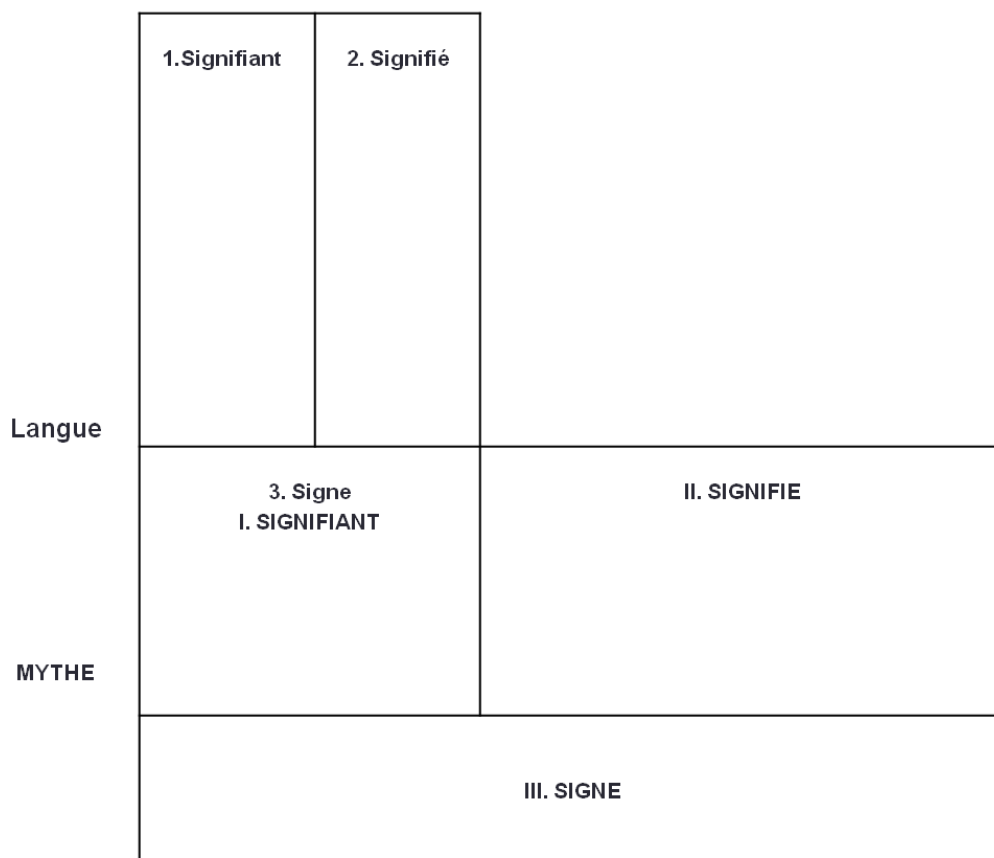 1.Signifiant
2. Signifié
Langue
3. Signe
I. SIGNIFIANT
II. SIGNIFIE
MYTHE
III. SIGNE